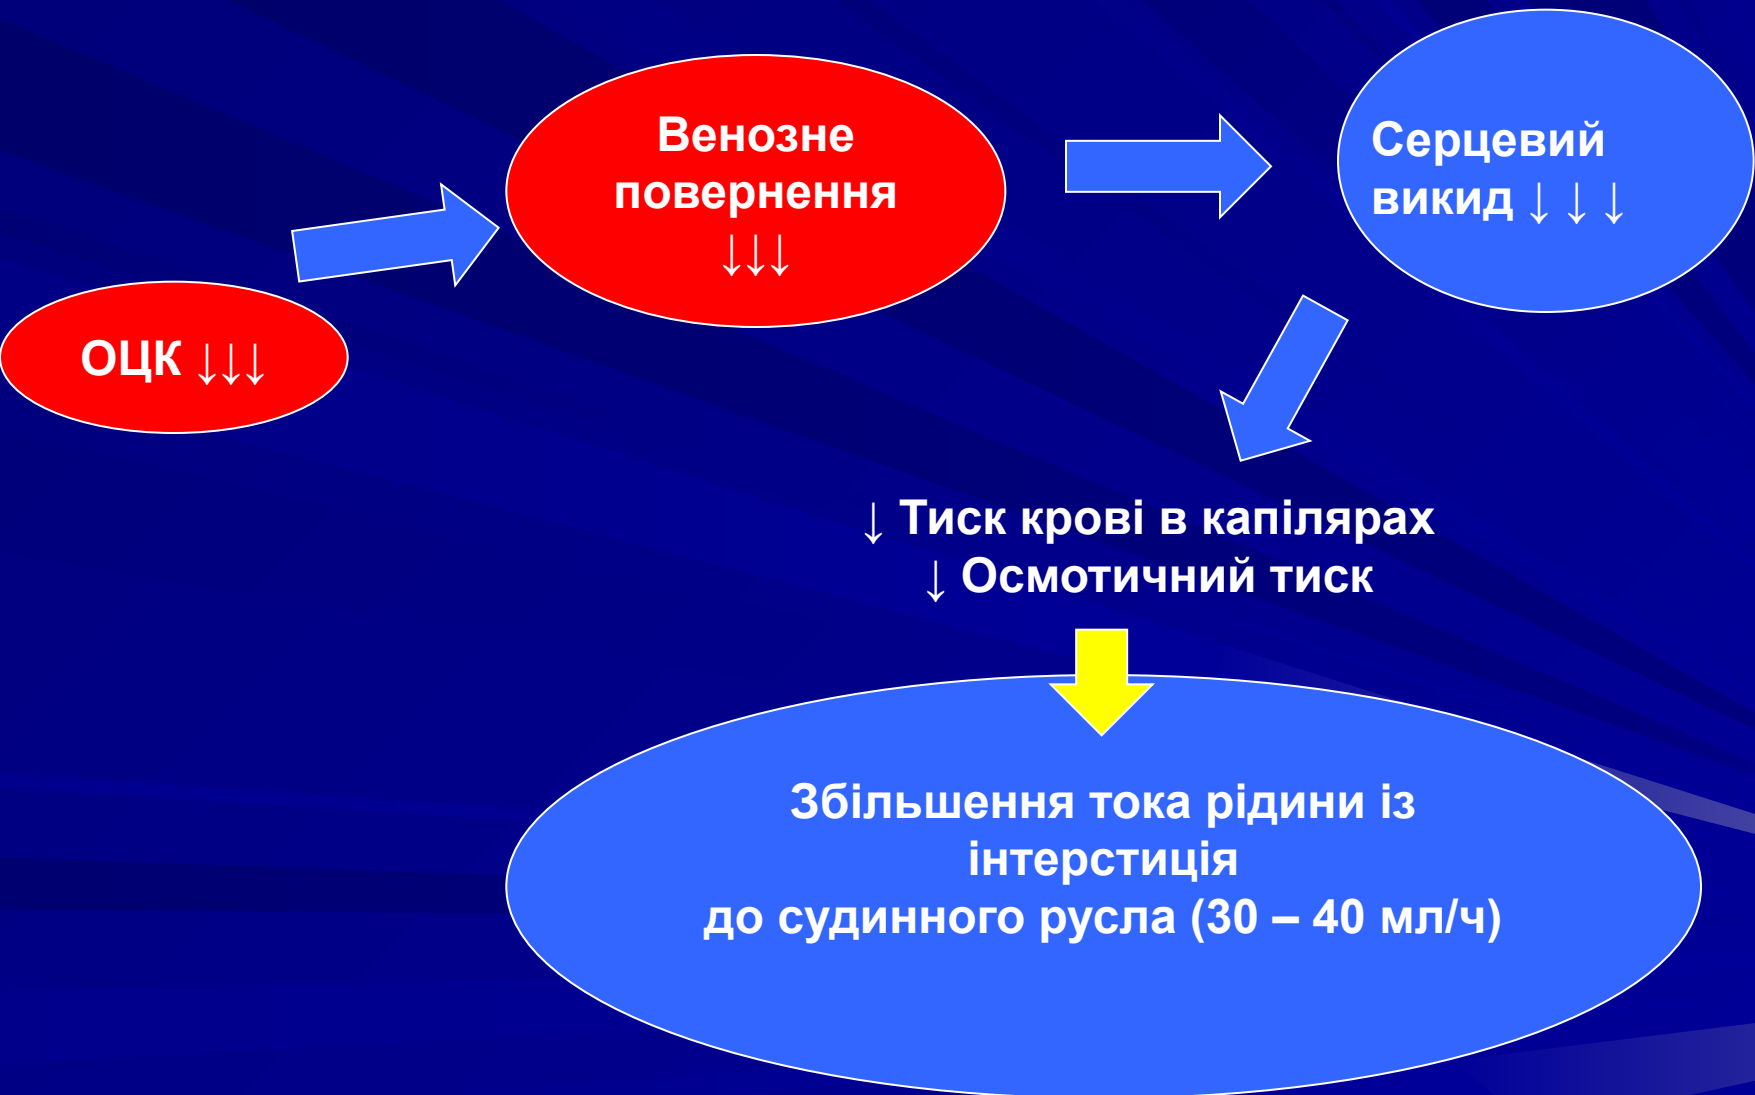 Венозне
повернення
↓↓↓
Серцевий
викид ↓ ↓ ↓
ОЦК ↓↓↓
↓ Тиск крові в капілярах
↓ Осмотичний тиск
Збільшення тока рідини із
інтерстиція
до судинного русла (30 – 40 мл/ч)